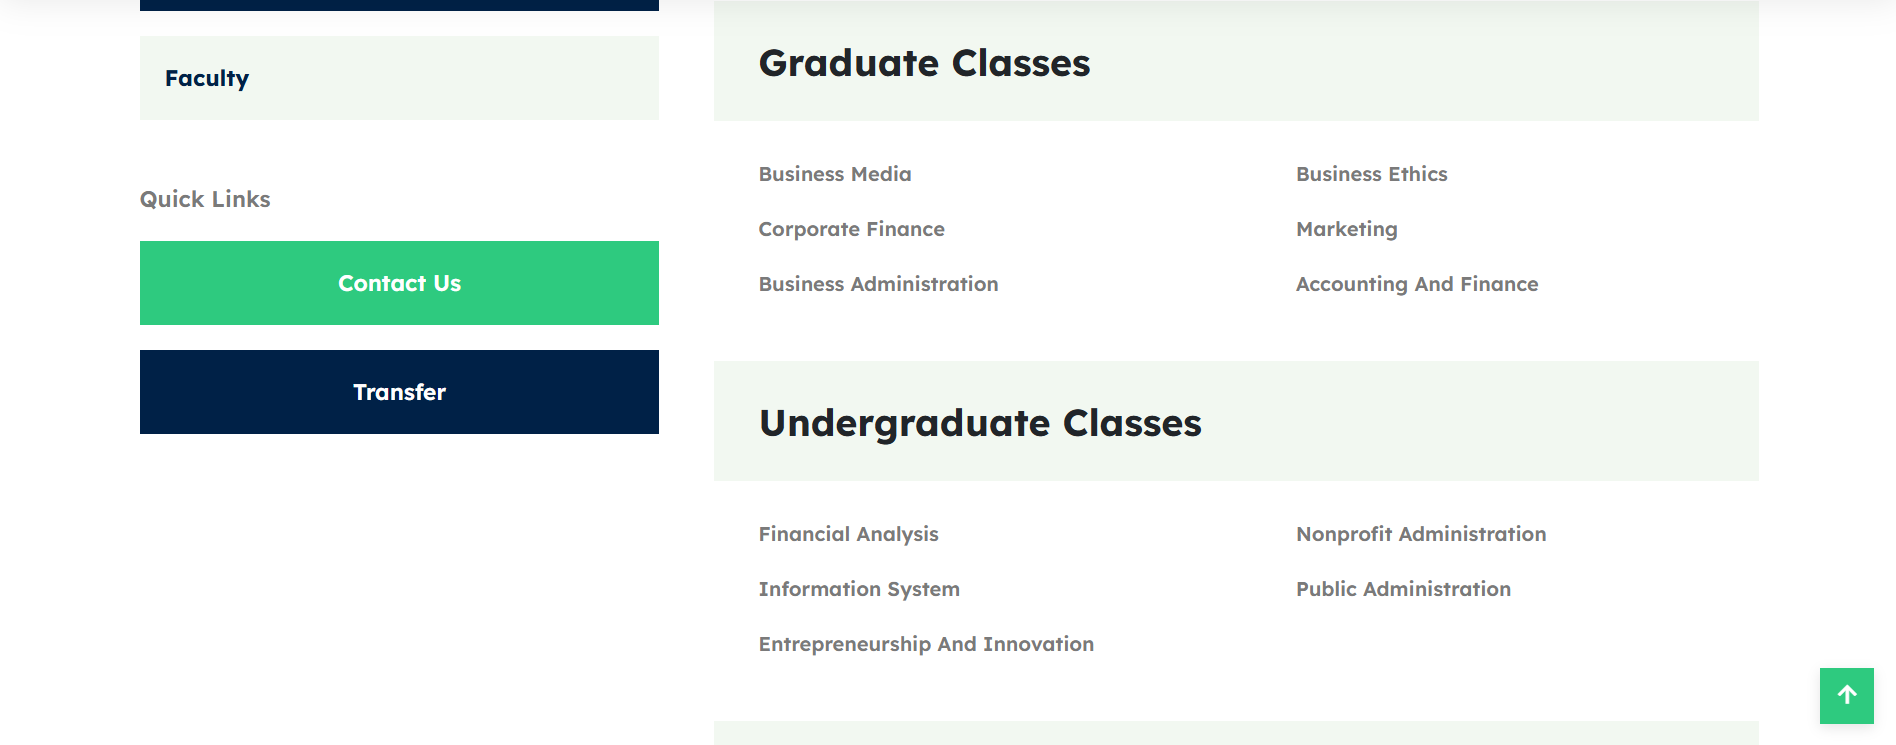 Faculty
Quick Links
Contact Us
Transfer
Graduate Classes
Business Media
Business Ethics
Corporate Finance
Marketing
Business Administration
Accounting And Finance
Undergraduate Classes
Financial Analysis
Nonprofit Administration
Information System
Public Administration
Entrepreneurship And Innovation